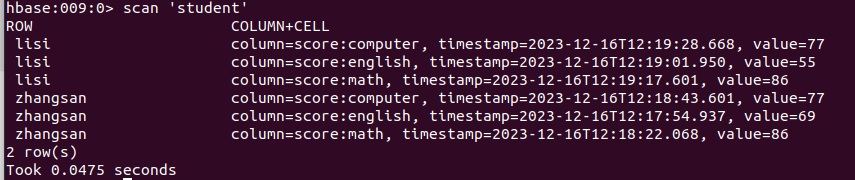 hbase:009:0> scan 'student'
ROW COLUMN+CELL
lisi column=score:computer, timestamp=2023-12-16T12:19:28.668, value=77
lisi column=score:english, timestamp=2023-12-16T12:19:01.950, value=55
lisi column=score:math, timestamp=2023-12-16T12:19:17.601, value=86
zhangsan column=score:computer, timestamp=2023-12-16T12:18:43.601, value=77
zhangsan column=score:english, timestamp=2023-12-16T12:17:54.937, value=69
zhangsan column=score:math, timestamp=2023-12-16T12:18:22.068, value=86
2 row(s)
Took 0.0475 seconds